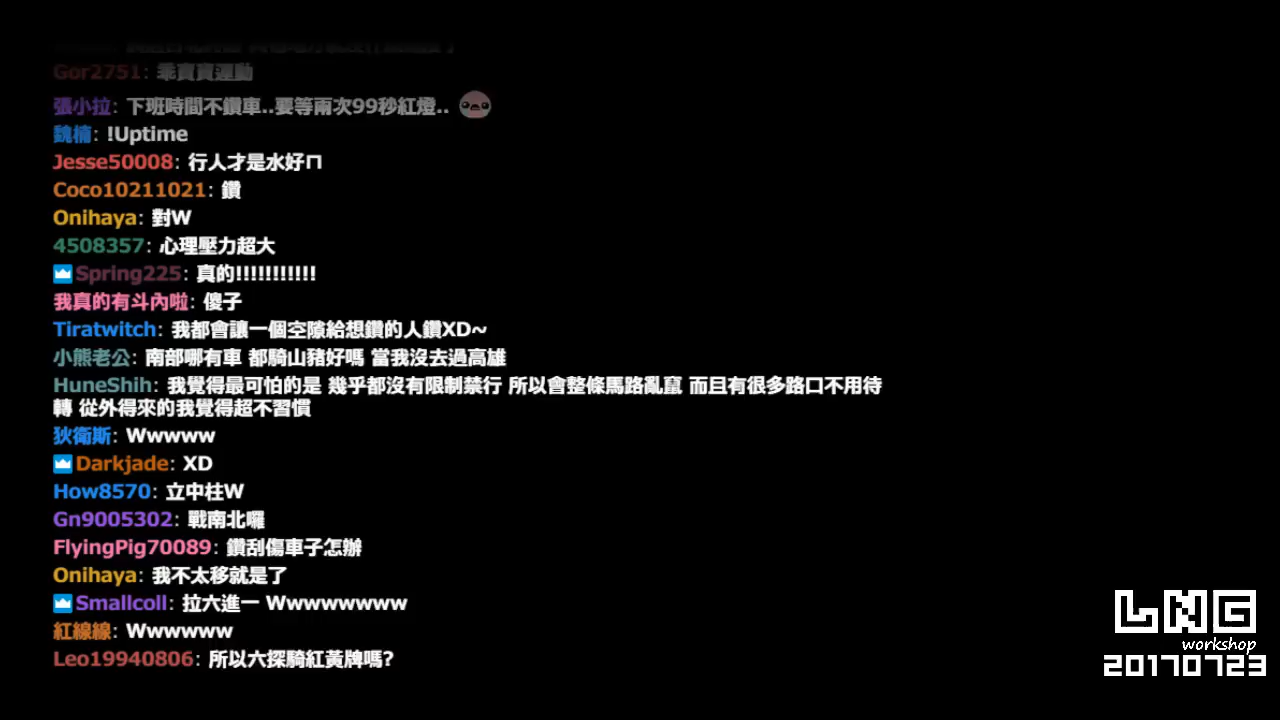 Gor2751: 乖寶寶運動
張小拉: 下班時間不鑽車..要等兩次99秒紅燈..
魏楠: !Uptime
Jesse50008: 行人才是水好ㄇ
Coco10211021: 鑽
Onihaya: 對W
4508357: 心理壓力超大
Spring225: 真的!!!!!!!!!!!
我真的有斗內啦: 傻子
Tiratwitch: 我都會讓一個空隙給想鑽的人鑽XD~
小熊老公: 南部哪有車 都騎山豬好嗎 當我沒去過高雄
HuneShih: 我覺得最可怕的是 幾乎都沒有限制禁行 所以會整條馬路亂竄 而且有很多路口不用待
轉 從外得來的我覺得超不習慣
狄衛斯: Wwwwww
Darkjade: XD
How8570: 立中柱W
Gn9005302: 戰南北囉
FlyingPig70089: 鑽刮傷車子怎辦
Onihaya: 我不太移就是了
Smallcoll: 拉六進一 Wwwwwwww
紅線線: Wwwwww
Leo19940806: 所以六探騎紅黃牌嗎?
LNG
workshop
20170723